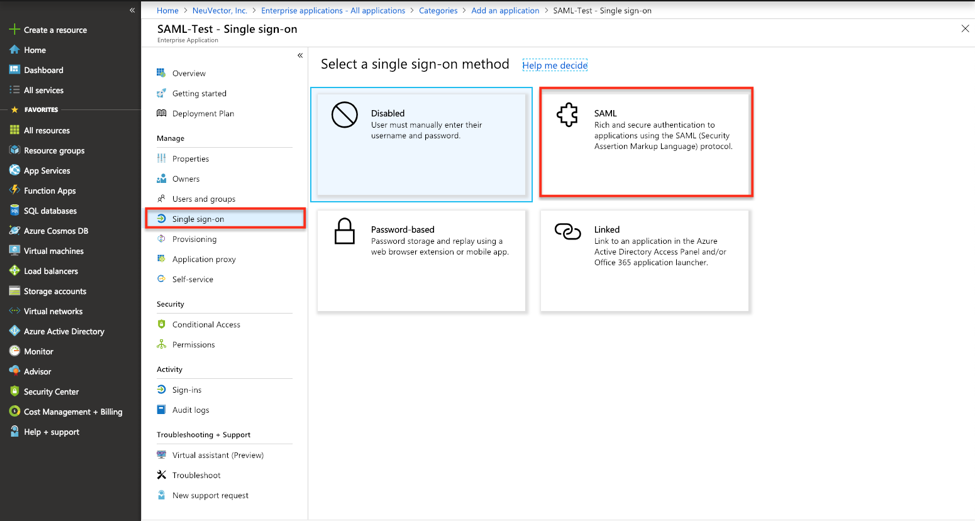 «
Create a resource
Home
Dashboard
All services
FAVORITES
All resources
Resource groups
App Services
Function Apps
SQL databases
Azure Cosmos DB
Virtual machines
Load balancers
Storage accounts
Virtual networks
Azure Active Directory
Monitor
Advisor
Security Center
Cost Management + Billing
Help + support
Home > NeuVector, Inc. > Enterprise applications - All applications > Categories > Add an application > SAML-Test - Single sign-on
SAML-Test - Single sign-on
Enterprise Application
«
Overview
Getting started
Deployment Plan
Manage
Properties
Owners
Users and groups
Single sign-on
Provisioning
Application proxy
Self-service
Security
Conditional Access
Permissions
Activity
Sign-ins
Audit logs
Troubleshooting + Support
Virtual assistant (Preview)
Troubleshoot
New support request
Select a single sign-on method Help me decide
Disabled
User must manually enter their
username and password.
SAML
Rich and secure authentication to
applications using the SAML (Security
Assertion Markup Language) protocol.
Password-based
Password storage and replay using a
web browser extension or mobile app.
Linked
Link to an application in the Azure
Active Directory Access Panel and/or
Office 365 application launcher.